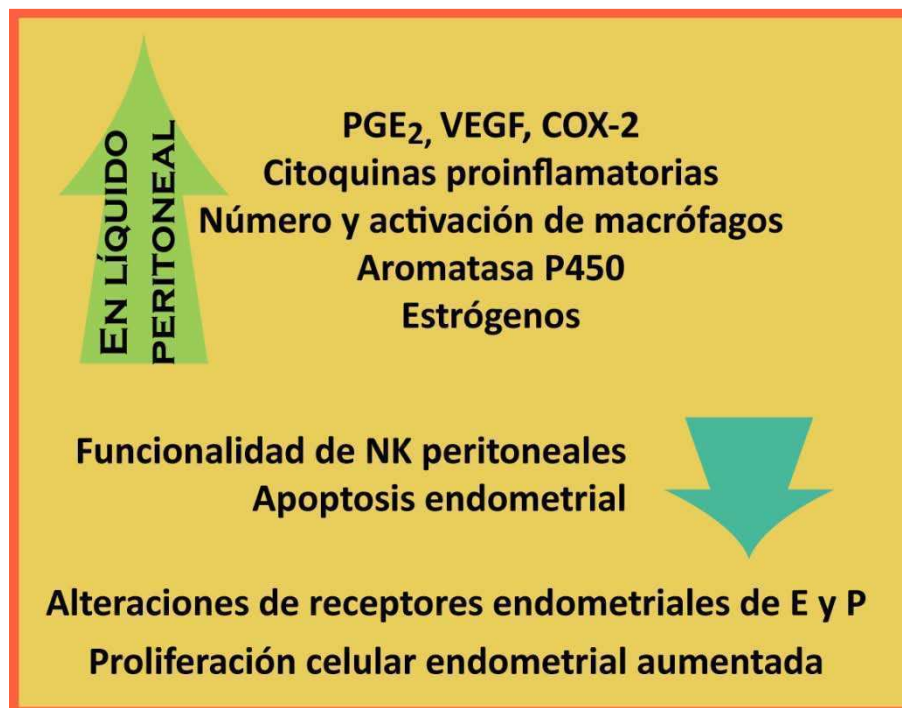 EN LÍQUIDO
PERITONEAL
PGE₂, VEGF, COX-2
Citoquinas proinflamatorias
Número y activación de macrófagos
Aromatasa P450
Estrógenos
Funcionalidad de NK peritoneales
Apoptosis endometrial
Alteraciones de receptores endometriales de E y P
Proliferación celular endometrial aumentada